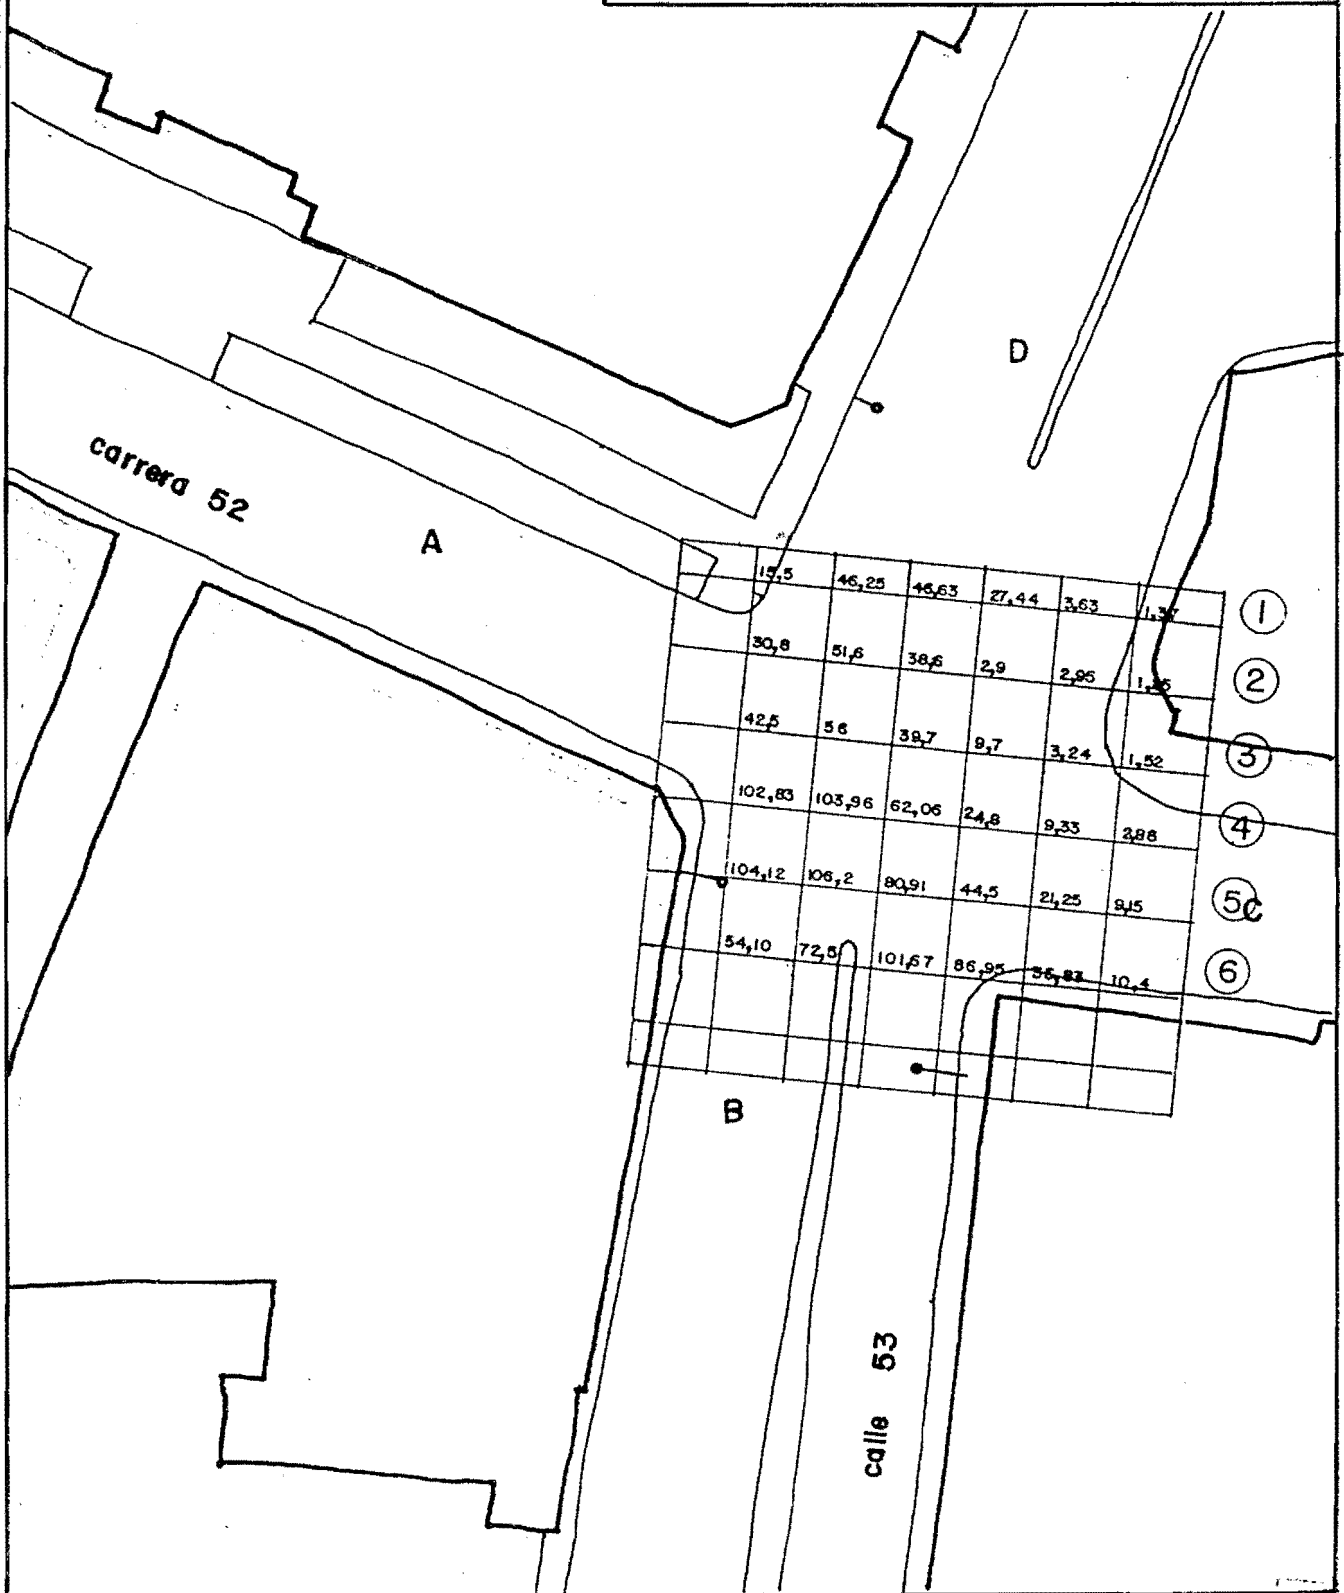 D
carrera 52
A
15,5 46,25 46,63 27,44 3,63 1,37 1
30,8 51,6 38,6 2,9 2,95 2
42,5 56 39,7 9,7 3,24 1,52 3
102,83 103,96 62,06 24,8 9,33 2,88 4
104,12 106,2 80,91 44,5 21,25 9,15 5 C
54,10 72,5 101,67 86,95 10,4 6
B
calle 53